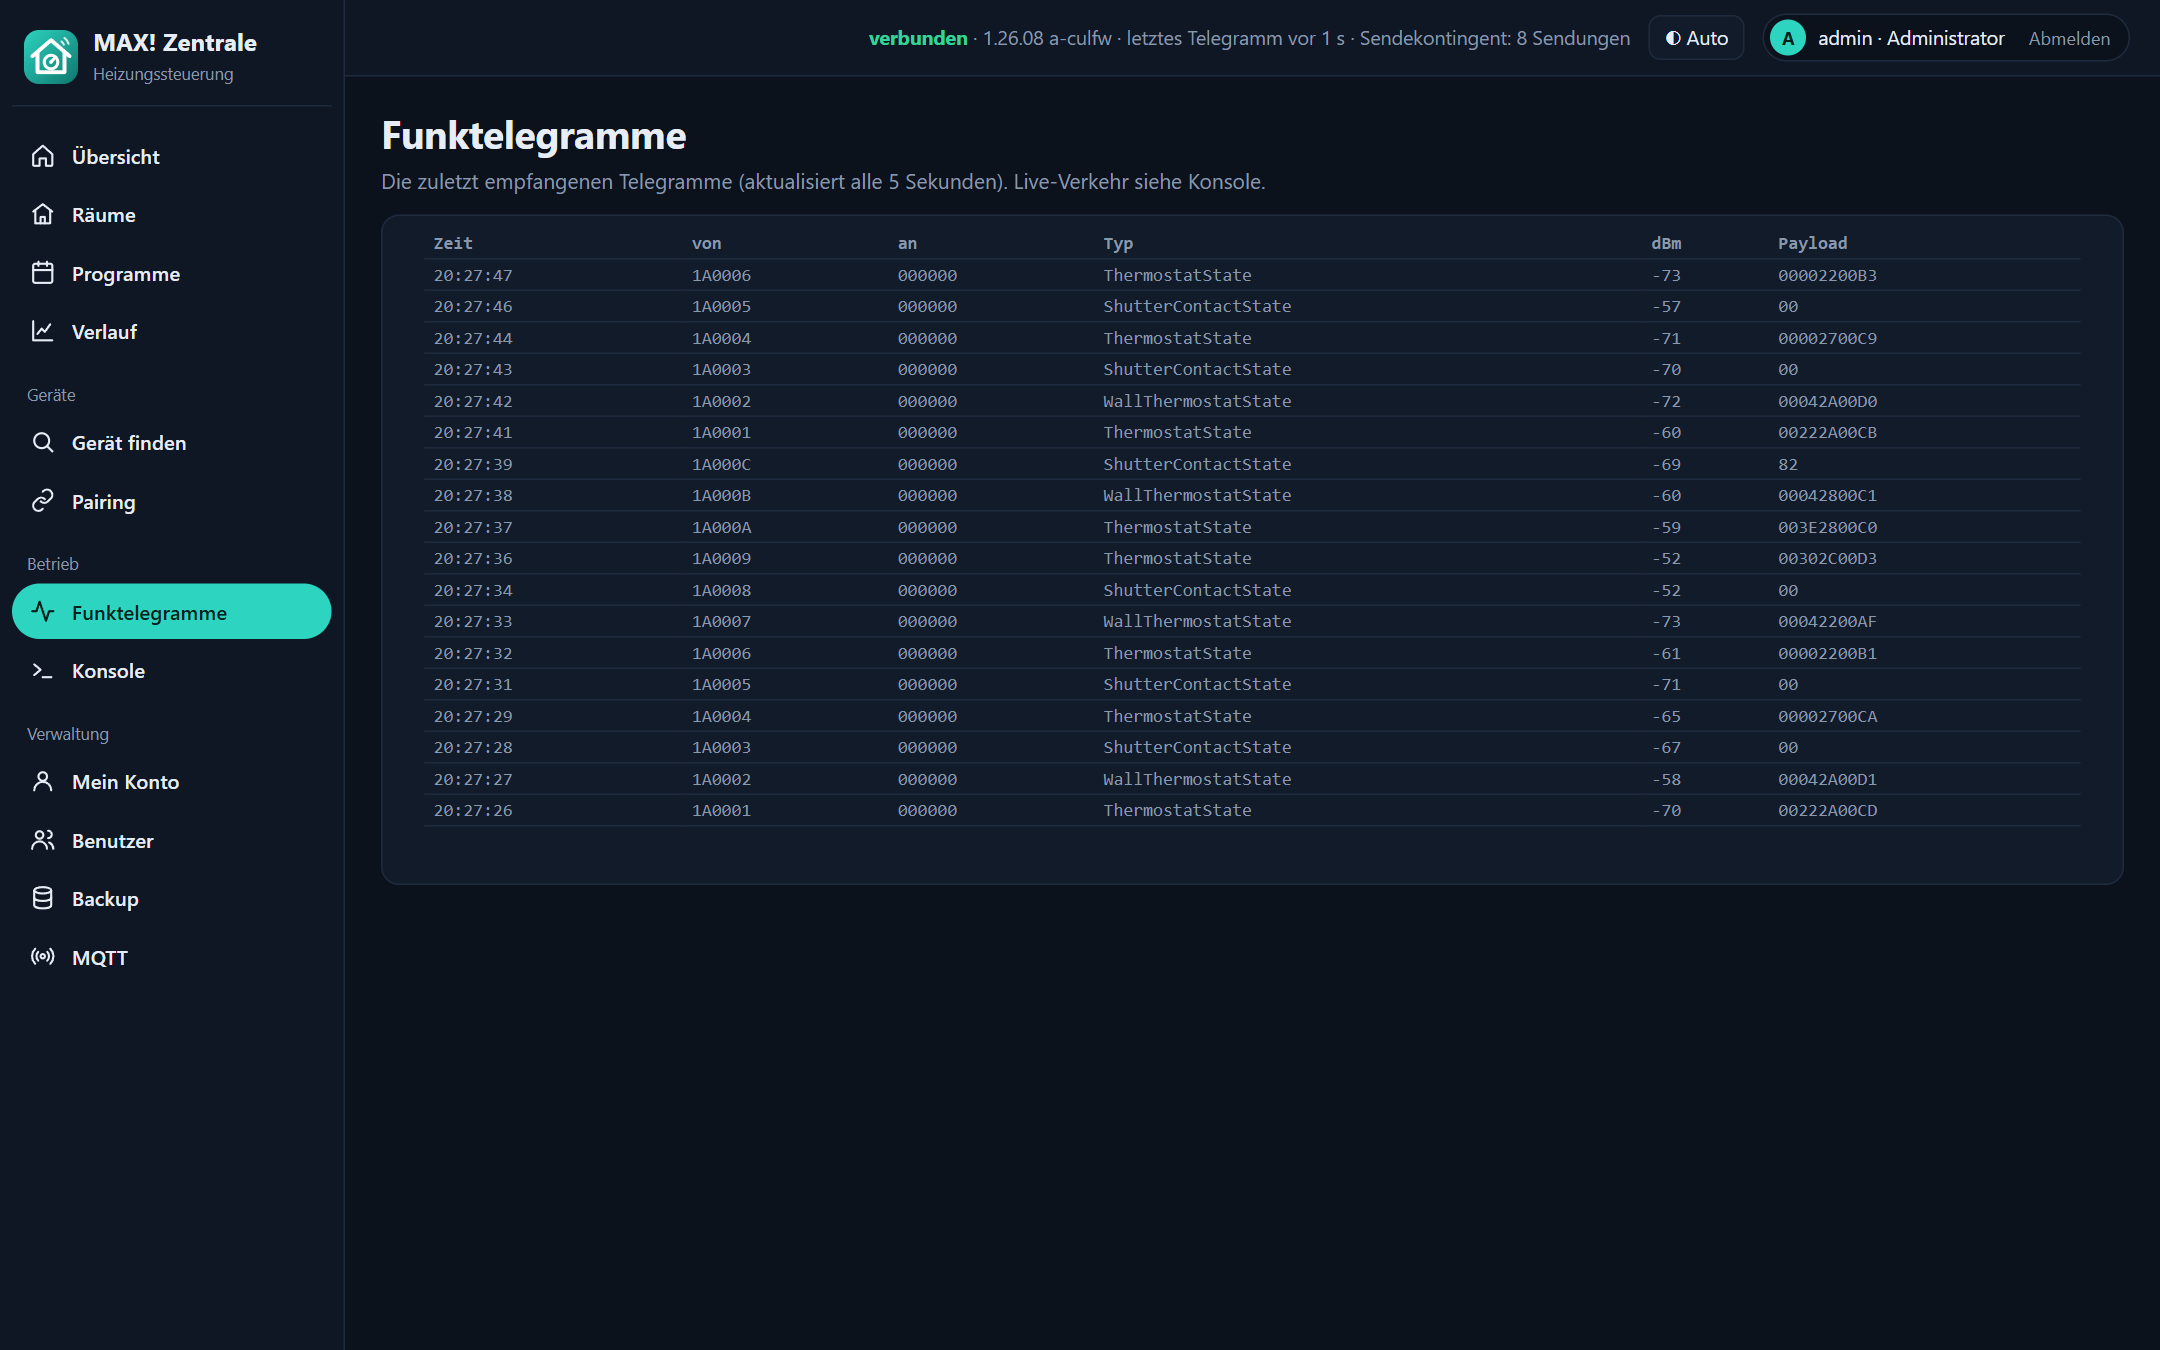 MAX! Zentrale
Heizungssteuerung
verbunden · 1.26.08 a-culfw · letztes Telegramm vor 1 s · Sendekontingent: 8 Sendungen
Auto
A
admin · Administrator
Abmelden
Übersicht
Räume
Programme
Verlauf
Geräte
Gerät finden
Pairing
Betrieb
Funktelegramme
Konsole
Verwaltung
Mein Konto
Benutzer
Backup
MQTT
Funktelegramme
Die zuletzt empfangenen Telegramme (aktualisiert alle 5 Sekunden). Live-Verkehr siehe Konsole.
Zeit von an Typ dBm Payload
20:27:47 1A0006 000000 ThermostatState -73 00002200B3
20:27:46 1A0005 000000 ShutterContactState -57 00
20:27:44 1A0004 000000 ThermostatState -71 00002700C9
20:27:43 1A0003 000000 ShutterContactState -70 00
20:27:42 1A0002 000000 WallThermostatState -72 00042A00D0
20:27:41 1A0001 000000 ThermostatState -60 00222A00CB
20:27:39 1A000C 000000 ShutterContactState -69 82
20:27:38 1A000B 000000 WallThermostatState -60 00042800C1
20:27:37 1A000A 000000 ThermostatState -59 003E2800C0
20:27:36 1A0009 000000 ThermostatState -52 00302C00D3
20:27:34 1A0008 000000 ShutterContactState -52 00
20:27:33 1A0007 000000 WallThermostatState -73 00042200AF
20:27:32 1A0006 000000 ThermostatState -61 00002200B1
20:27:31 1A0005 000000 ShutterContactState -71 00
20:27:29 1A0004 000000 ThermostatState -65 00002700CA
20:27:28 1A0003 000000 ShutterContactState -67 00
20:27:27 1A0002 000000 WallThermostatState -58 00042A00D1
20:27:26 1A0001 000000 ThermostatState -70 00222A00CD